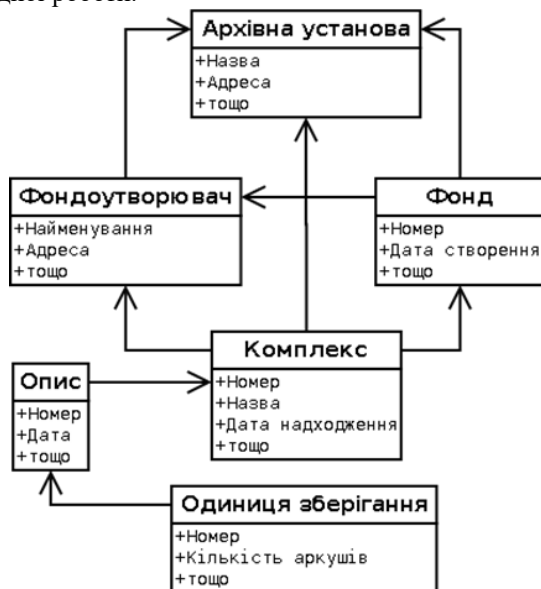 Архівна установа
+Назва
+Адреса
+тощо
Фондоутворювач
+Найменування
+Адреса
+тощо
Фонд
+Номер
+Дата створення
+тощо
Комплекс
+Номер
+Назва
+Дата надходження
+тощо
Опис
+Номер
+Дата
+тощо
Одиниця зберігання
+Номер
+Кількість аркушів
+тощо